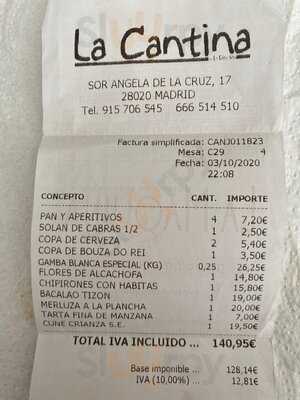 La Cantina
SOR ANGELA DE LA CRUZ, 17
28020 MADRID
Tel. 915 706 545 666 514 510
Factura simplificada: CANJ011823
Mesa: C29 4
Fecha: 03/10/2020
22:08
CONCEPTO CANT. IMPORTE
PAN Y APERITIVOS 4 7,20€
SOLAN DE CABRAS 1/2 1 2,50€
COPA DE CERVEZA 2 5,40€
COPA DE BOUZA DO REI 1 3,50€
GAMBA BLANCA ESPECIAL (KG) 0,25 26,25€
FLORES DE ALCACHOFA 1 14,80€
CHIPIRONES CON HABITAS 1 15,80€
BACALAO TIZON 1 19,00€
MERLUZA A LA PLANCHA 1 20,00€
TARTA FINA DE MANZANA 1 7,00€
CUNE CRIANZA S.E. 1 19,50€
TOTAL IVA INCLUIDO ... 140,95€
Base imponible ... 128,14€
IVA (10,00%) ... 12,81€